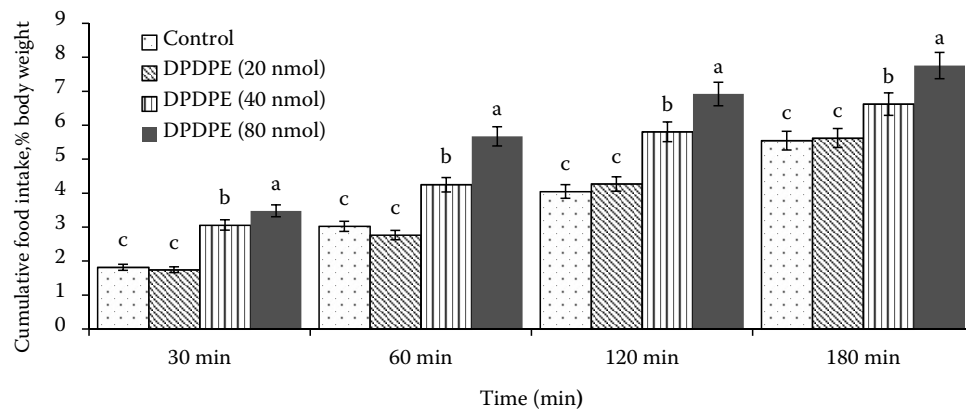 Cumulative food intake,% body weight
9
8
7
6
5
4
3
2
1
0
Control
DPDPE (20 nmol)
DPDPE (40 nmol)
DPDPE (80 nmol)
c c b a
c c b a
c c b a
c c b a
30 min 60 min 120 min 180 min
Time (min)